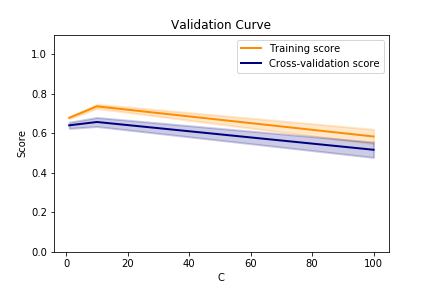 Validation Curve
Training score
Cross-validation score
1.0
0.8
0.6
0.4
0.2
0.0
Score
0
20
40
60
80
100
C